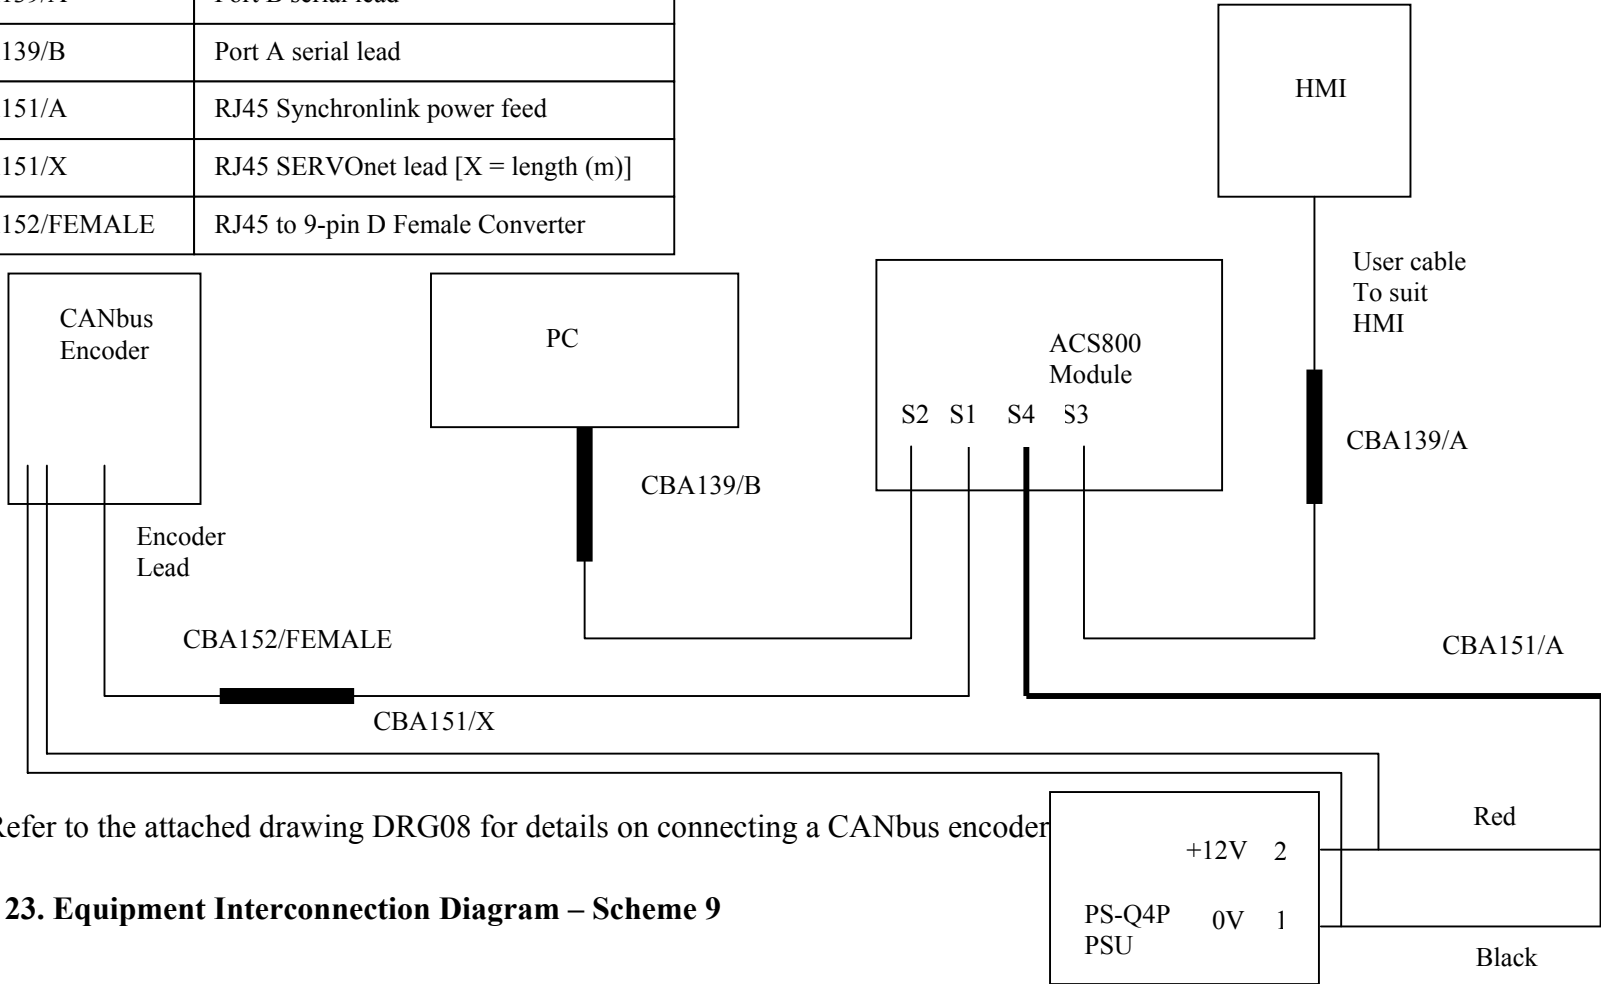 139/A Port B serial lead
139/B Port A serial lead
151/A RJ45 Synchronlink power feed
151/X RJ45 SERVOnet lead [X = length (m)]
152/FEMALE RJ45 to 9-pin D Female Converter
HMI
User cable
To suit
HMI
CANbus
Encoder
PC
ACS800
Module
S2 S1 S4 S3
CBA139/A
CBA139/B
Encoder
Lead
CBA152/FEMALE
CBA151/A
CBA151/X
Refer to the attached drawing DRG08 for details on connecting a CANbus encoder
Red
+12V 2
23. Equipment Interconnection Diagram – Scheme 9
PS-Q4P
PSU
0V 1
Black